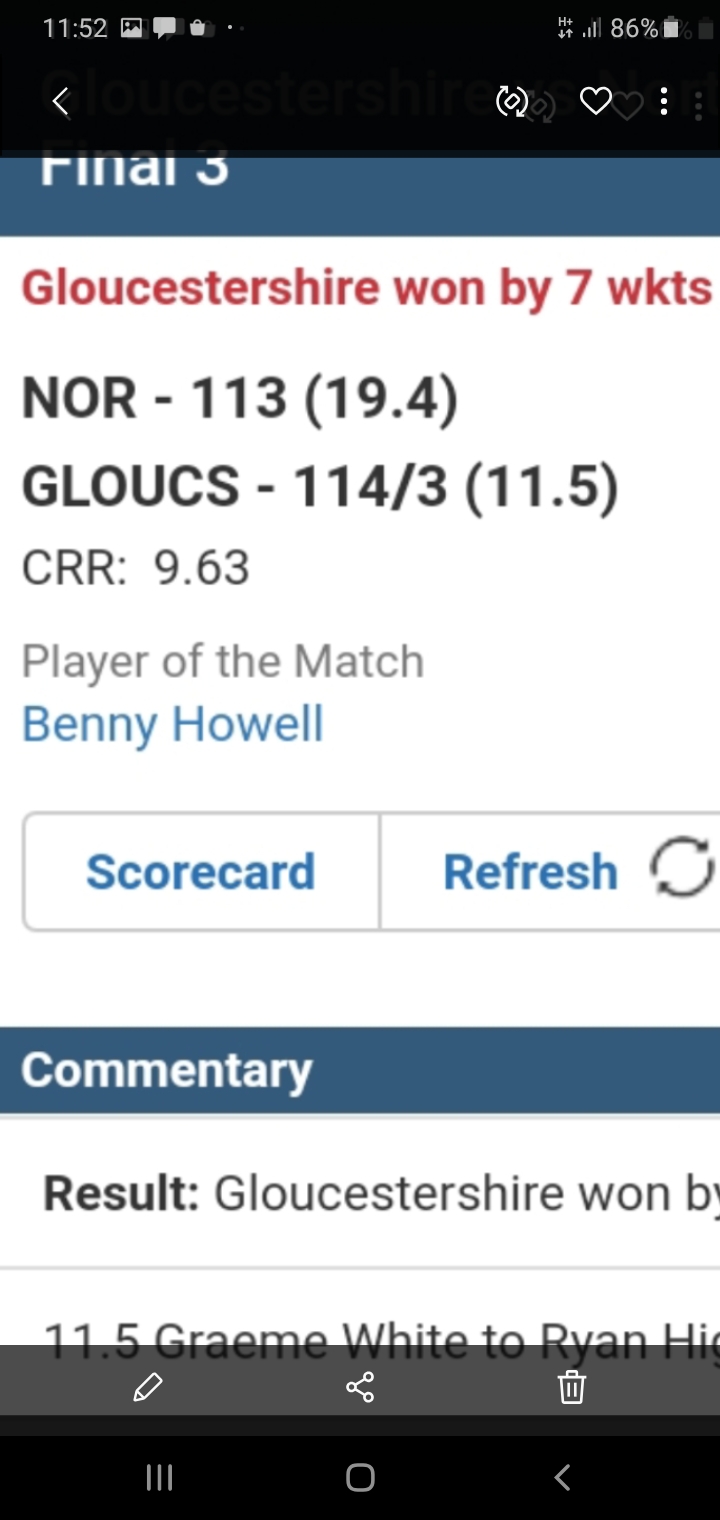 11:52 H+ 86%
Gloucestershire vs Nor
Final 3
Gloucestershire won by 7 wkts
NOR - 113 (19.4)
GLOUCS - 114/3 (11.5)
CRR: 9.63
Player of the Match
Benny Howell
Scorecard Refresh
Commentary
Result: Gloucestershire won by
11.5 Graeme White to Ryan Hig